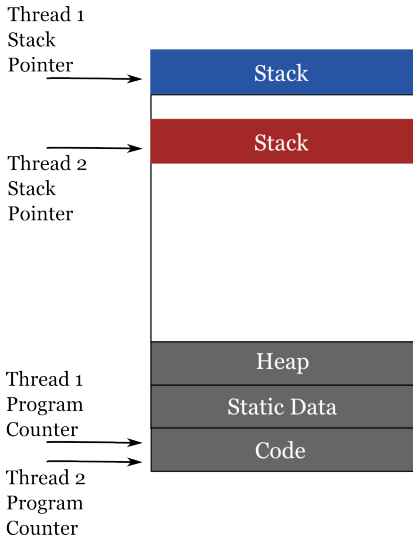 Thread 1
Stack
Pointer
Stack
Stack
Thread 2
Stack
Pointer
Heap
Thread 1
Program
Counter
Static Data
Code
Thread 2
Program
Counter